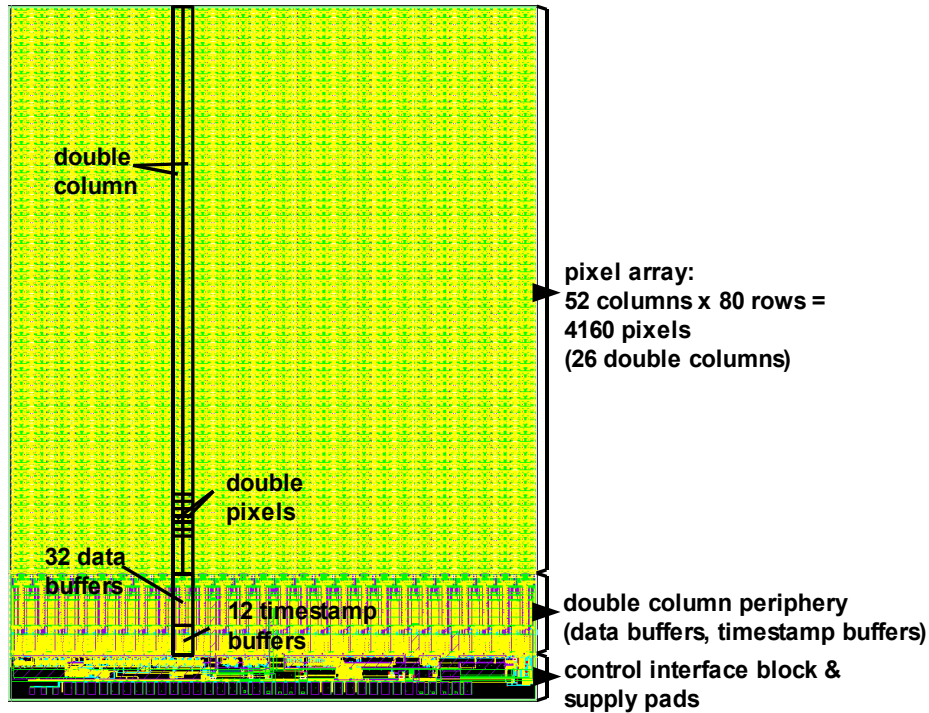 double
column
pixel array:
52 columns x 80 rows =
4160 pixels
(26 double columns)
double
pixels
32 data
buffers
12 timestamp
buffers
double column periphery
(data buffers, timestamp buffers)
control interface block &
supply pads